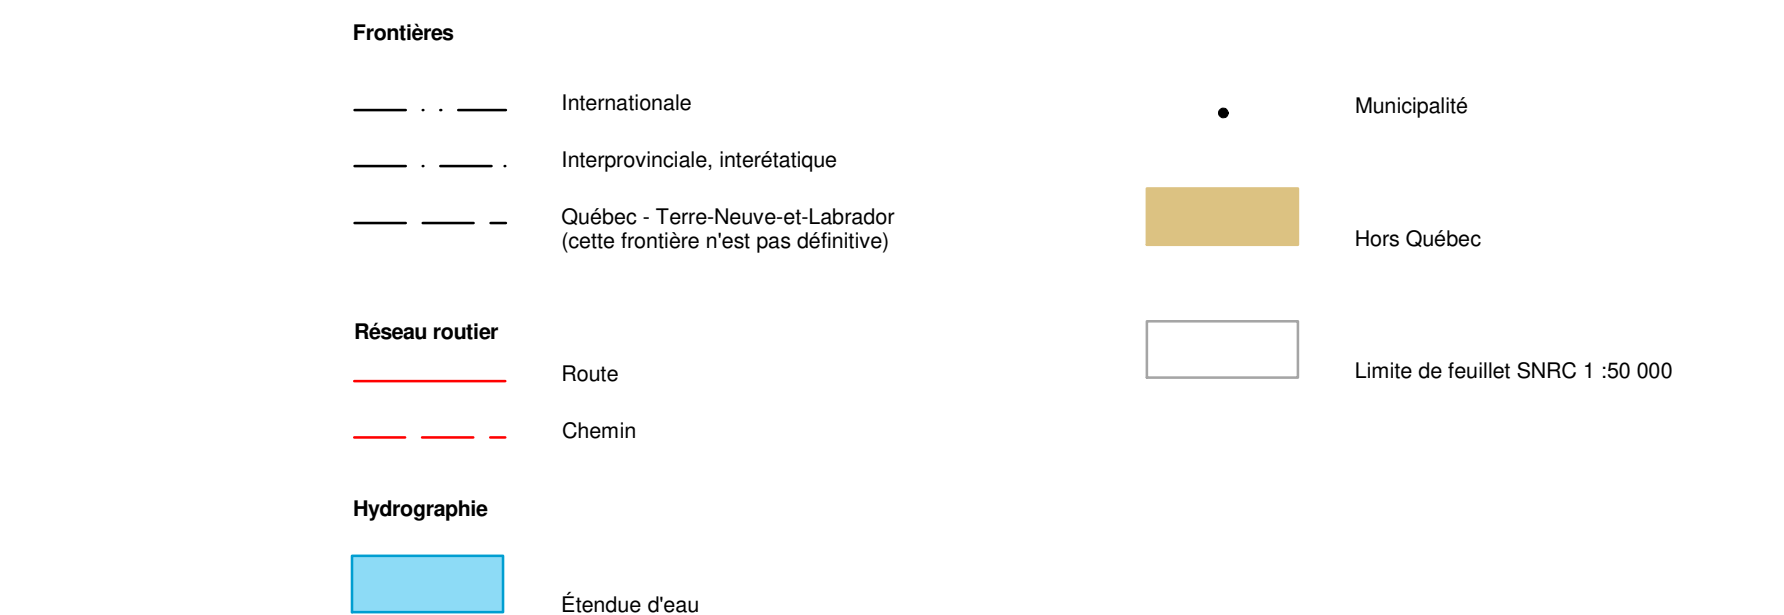 Frontières
Internationale
Interprovinciale, interétatique
Québec - Terre-Neuve-et-Labrador
(cette frontière n'est pas définitive)
Réseau routier
Route
Chemin
Hydrographie
Étendue d'eau
Municipalité
Hors Québec
Limite de feuillet SNRC 1 :50 000